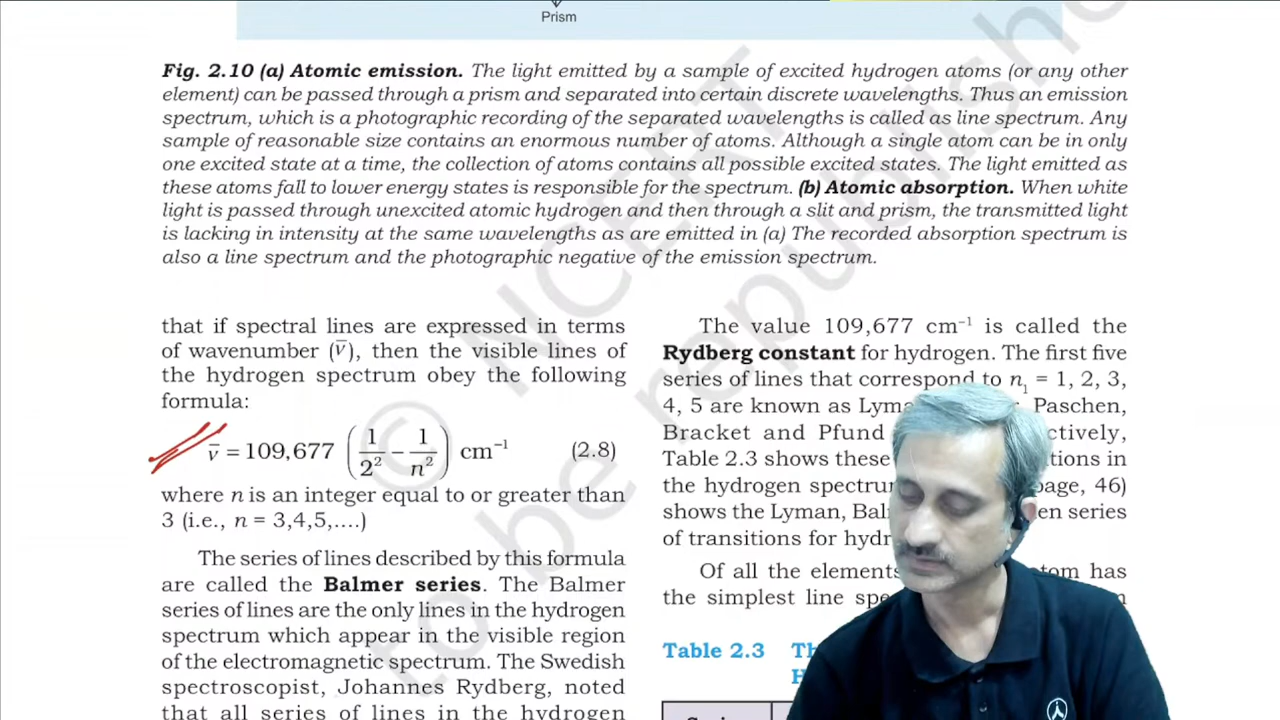 Prism
Fig. 2.10 (a) Atomic emission. The light emitted by a sample of excited hydrogen atoms (or any other
element) can be passed through a prism and separated into certain discrete wavelengths. Thus an emission
spectrum, which is a photographic recording of the separated wavelengths is called as line spectrum. Any
sample of reasonable size contains an enormous number of atoms. Although a single atom can be in only
one excited state at a time, the collection of atoms contains all possible excited states. The light emitted as
these atoms fall to lower energy states is responsible for the spectrum. (b) Atomic absorption. When white
light is passed through unexcited atomic hydrogen and then through a slit and prism, the transmitted light
is lacking in intensity at the same wavelengths as are emitted in (a) The recorded absorption spectrum is
also a line spectrum and the photographic negative of the emission spectrum.
that if spectral lines are expressed in terms
of wavenumber (ν̅), then the visible lines of
the hydrogen spectrum obey the following
formula:
ν̅ = 109,677 (1/2² − 1/n²) cm⁻¹ (2.8)
where n is an integer equal to or greater than
3 (i.e., n = 3,4,5,....)
The series of lines described by this formula
are called the Balmer series. The Balmer
series of lines are the only lines in the hydrogen
spectrum which appear in the visible region
of the electromagnetic spectrum. The Swedish
spectroscopist, Johannes Rydberg, noted
that all series of lines in the hydrogen
The value 109,677 cm⁻¹ is called the
Rydberg constant for hydrogen. The first five
series of lines that correspond to n₁ = 1, 2, 3,
4, 5 are known as Paschen,
Bracket and Pfund
Table 2.3 shows these in
the hydrogen page, 46)
shows the Lyman, series
of transitions for
Of all the elements has
the simplest line
Table 2.3
© NCERT
to be republished